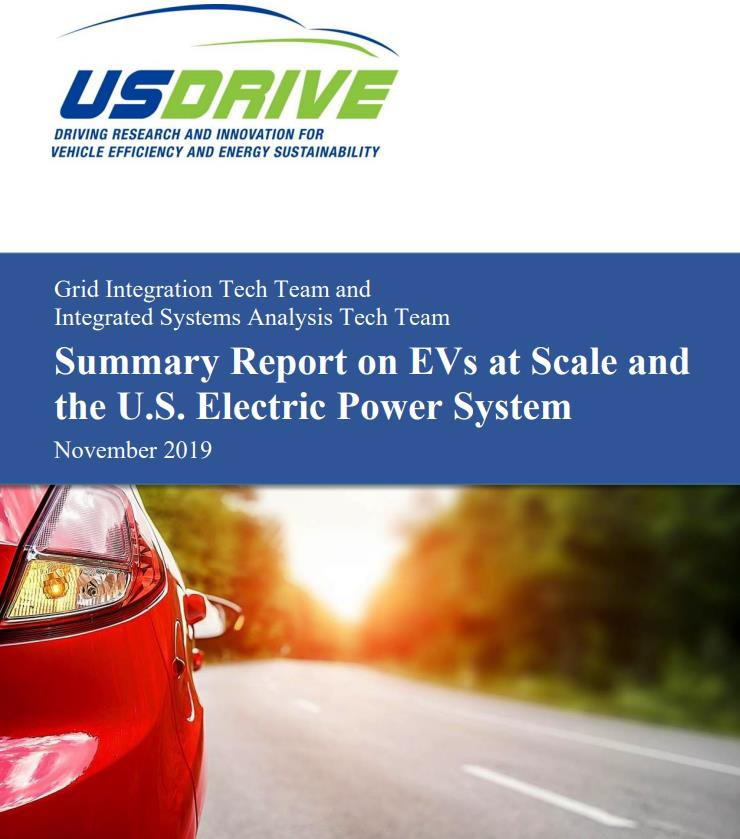 USDRIVE
DRIVING RESEARCH AND INNOVATION FOR
VEHICLE EFFICIENCY AND ENERGY SUSTAINABILITY
Grid Integration Tech Team and
Integrated Systems Analysis Tech Team
Summary Report on EVs at Scale and
the U.S. Electric Power System
November 2019